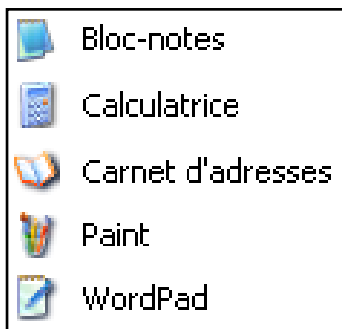 Bloc-notes
Calculatrice
Carnet d'adresses
Paint
WordPad